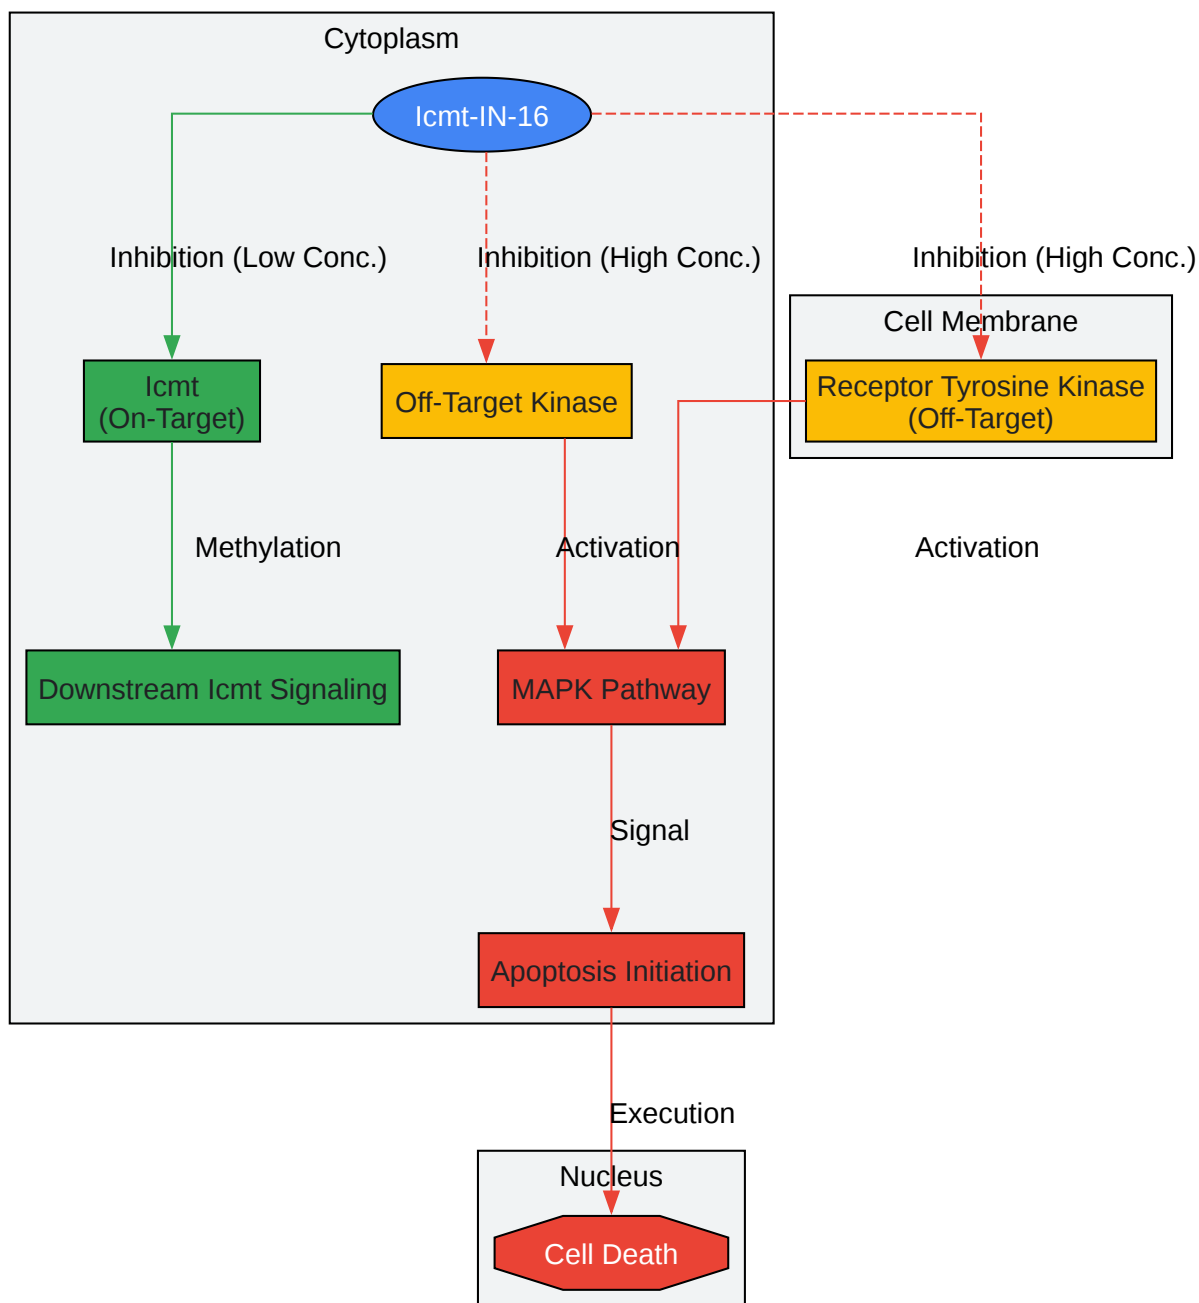 Cytoplasm
Icmt-IN-16
Inhibition (Low Conc.)
Inhibition (High Conc.)
Inhibition (High Conc.)
Cell Membrane
Icmt
(On-Target)
Off-Target Kinase
Receptor Tyrosine Kinase
(Off-Target)
Methylation
Activation
Activation
Downstream Icmt Signaling
MAPK Pathway
Signal
Apoptosis Initiation
Execution
Nucleus
Cell Death